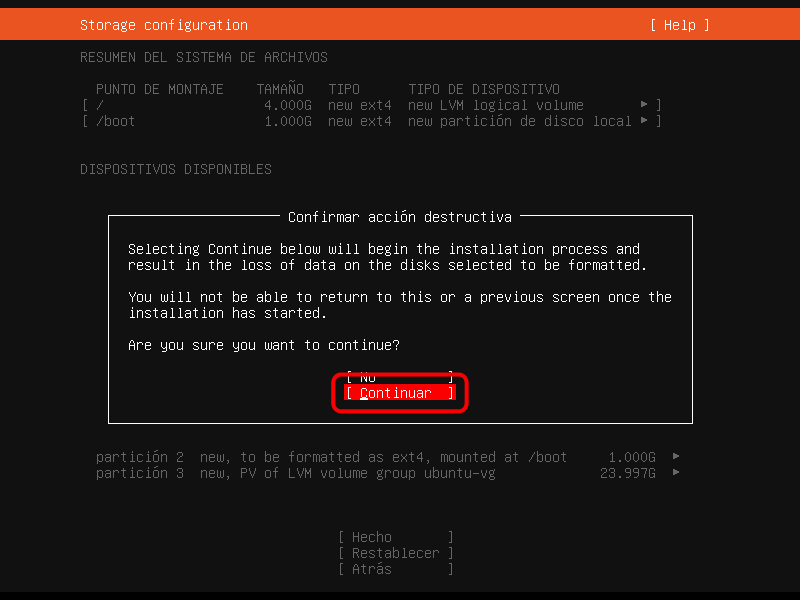 Storage configuration [ Help ]
RESUMEN DEL SISTEMA DE ARCHIVOS
PUNTO DE MONTAJE TAMAÑO TIPO TIPO DE DISPOSITIVO
[ / 4.000G new ext4 new LVM logical volume ▸ ]
[ /boot 1.000G new ext4 new partición de disco local ▸ ]
DISPOSITIVOS DISPONIBLES
Confirmar acción destructiva
Selecting Continue below will begin the installation process and
result in the loss of data on the disks selected to be formatted.
You will not be able to return to this or a previous screen once the
installation has started.
Are you sure you want to continue?
[ No ]
[ Continuar ]
partición 2 new, to be formatted as ext4, mounted at /boot 1.000G ▸
partición 3 new, PV of LVM volume group ubuntu-vg 23.997G ▸
[ Hecho ]
[ Restablecer ]
[ Atrás ]